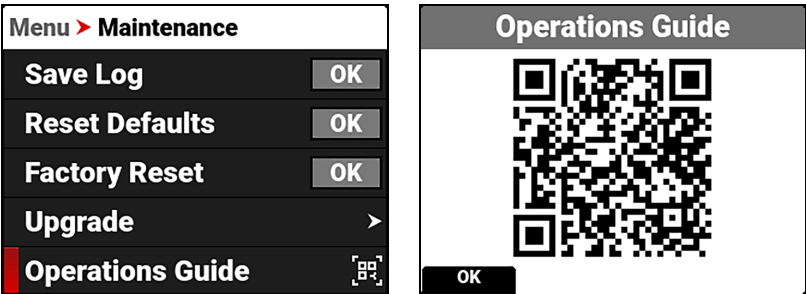 Menu ➤ Maintenance
Save Log OK
Reset Defaults OK
Factory Reset OK
Upgrade ➤
Operations Guide
Operations Guide
OK